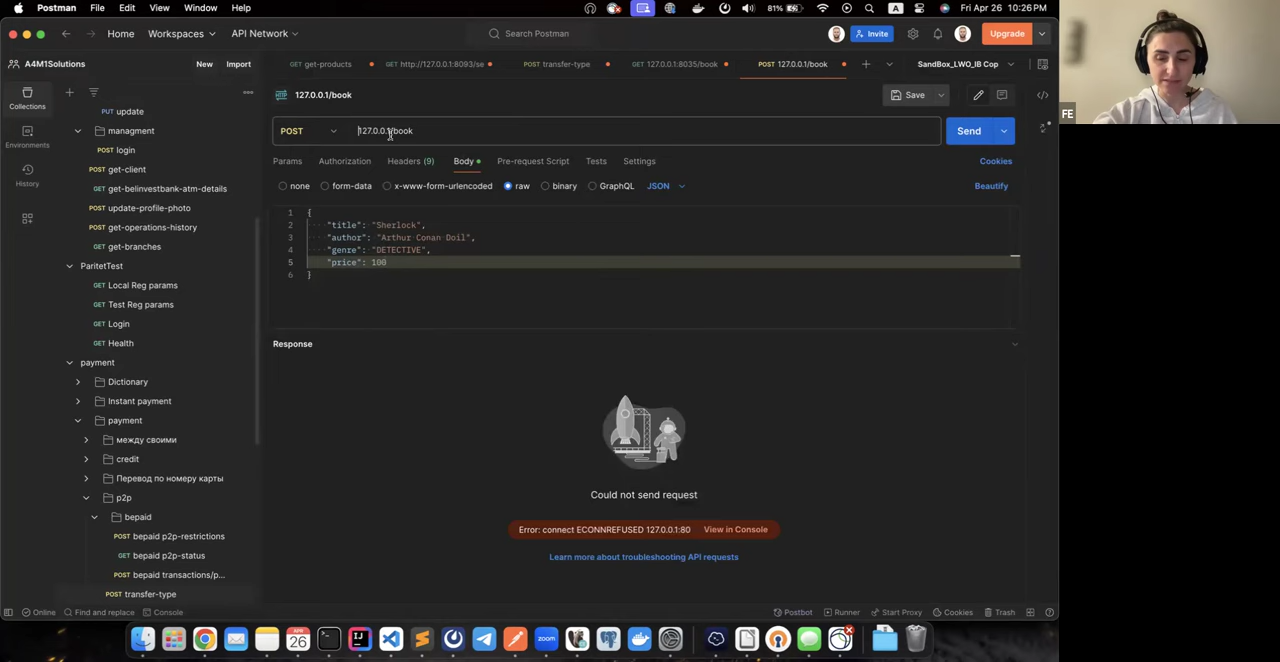 Postman File Edit View Window Help
81% A Fri Apr 26 10:26 PM
Home Workspaces API Network
Search Postman
Invite Upgrade
A4M1Solutions New Import
GET get-products GET http://127.0.0.1:8093/se POST transfer-type GET 127.0.0.1:8035/book POST 127.0.0.1/book SandBox_LWO_IB Cop
Collections
Environments
History
PUT update
managment
POST login
GET get-client
GET get-belinvestbank-atm-details
GET update-profile-photo
GET get-operations-history
GET get-branches
ParitetTest
GET Local Reg params
GET Test Reg params
GET Login
GET Health
payment
Dictionary
Instant payment
payment
между своими
credit
Перевод по номеру карты
p2p
bepaid
POST bepaid p2p-restrictions
GET bepaid p2p-status
POST bepaid transactions/p...
POST transfer-type
HTTP 127.0.0.1/book
Save
POST 127.0.0.1/book
Send
Params Authorization Headers (9) Body Pre-request Script Tests Settings Cookies
none form-data x-www-form-urlencoded raw binary GraphQL JSON Beautify
1 {
2 "title": "Sherlock",
3 "author": "Arthur Conan Doil",
4 "genre": "DETECTIVE",
5 "price": 100
6 }
Response
Could not send request
Error: connect ECONNREFUSED 127.0.0.1:80 View in Console
Learn more about troubleshooting API requests
Online Find and replace Console Postbot Runner Start Proxy Cookies Trash
zoom
FE